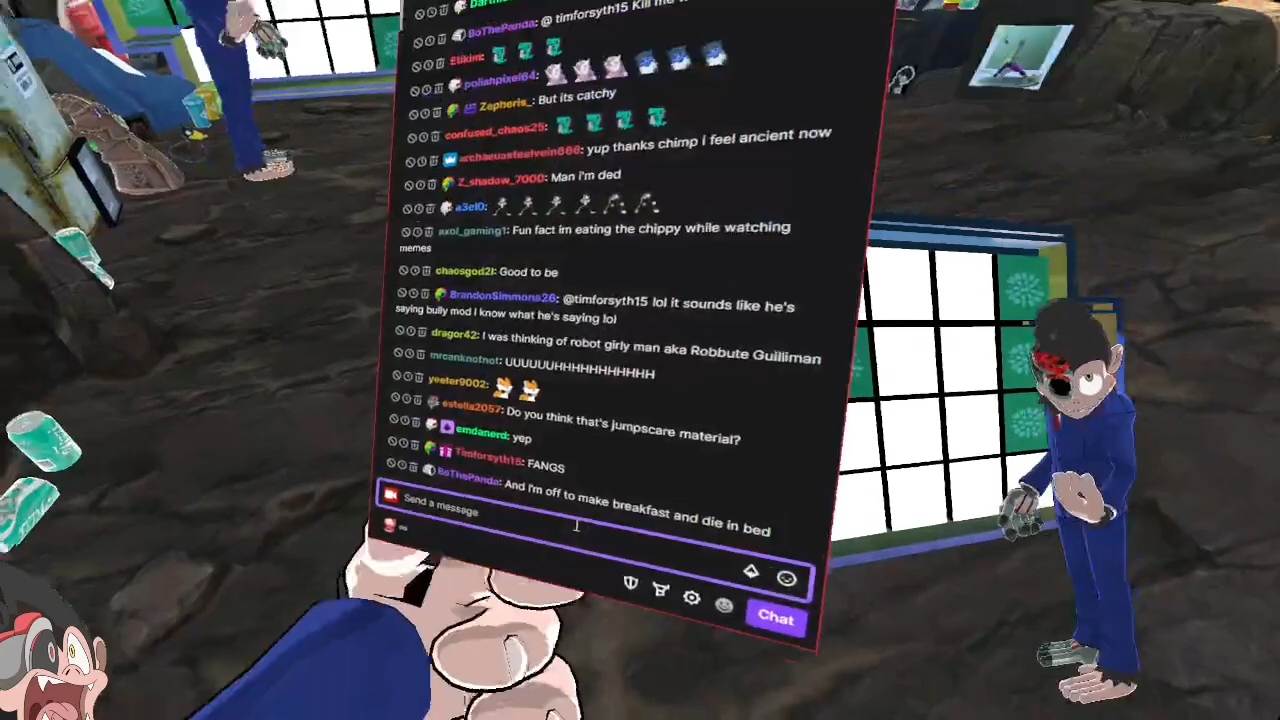 BoThePanda: @ timforsyth15 Kill me
Elikim:
polishpixel64:
Zepheris_: But its catchy
confused_chaos25:
archaeuasteelvein666: yup thanks chimp i feel ancient now
Z_shadow_7000: Man I'm ded
a3el0:
axol_gaming1: Fun fact im eating the chippy while watching
memes
chaosgod2l: Good to be
BrandonSimmons26: @timforsyth15 lol it sounds like he's
saying bully mod I know what he's saying lol
dragor42: I was thinking of robot girly man aka Robbute Guilliman
mrcanknotnot: UUUUUUHHHHHHHHHHH
yeeter9002:
estella2057: Do you think that's jumpscare material?
emdanerd: yep
Timforsyth15: FANGS
BoThePanda: And I'm off to make breakfast and die in bed
Send a message
Chat